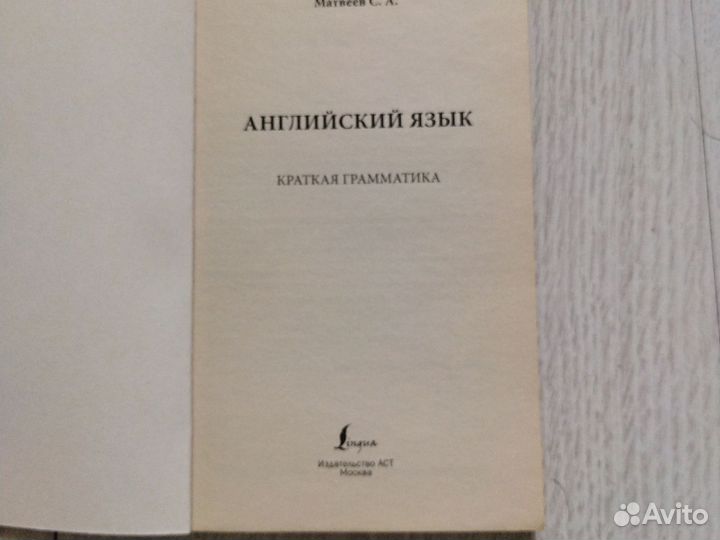 Матвеев С. А.
АНГЛИЙСКИЙ ЯЗЫК
КРАТКАЯ ГРАММАТИКА
Lingua
Издательство АСТ
Москва
Avito